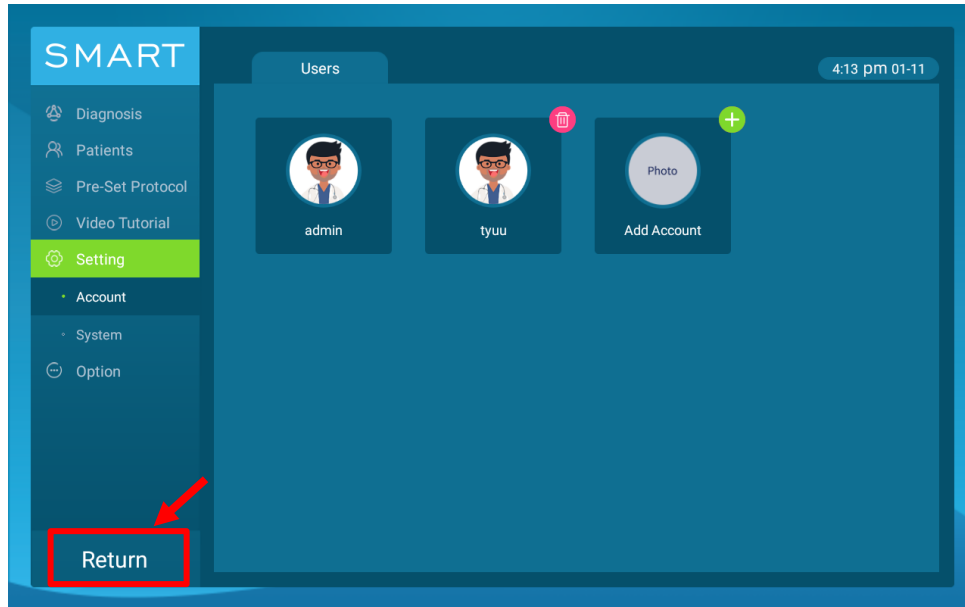 SMART
Users
4:13 pm 01-11
Diagnosis
Patients
Pre-Set Protocol
Video Tutorial
Setting
Account
System
Option
admin
tyuu
Photo
Add Account
Return